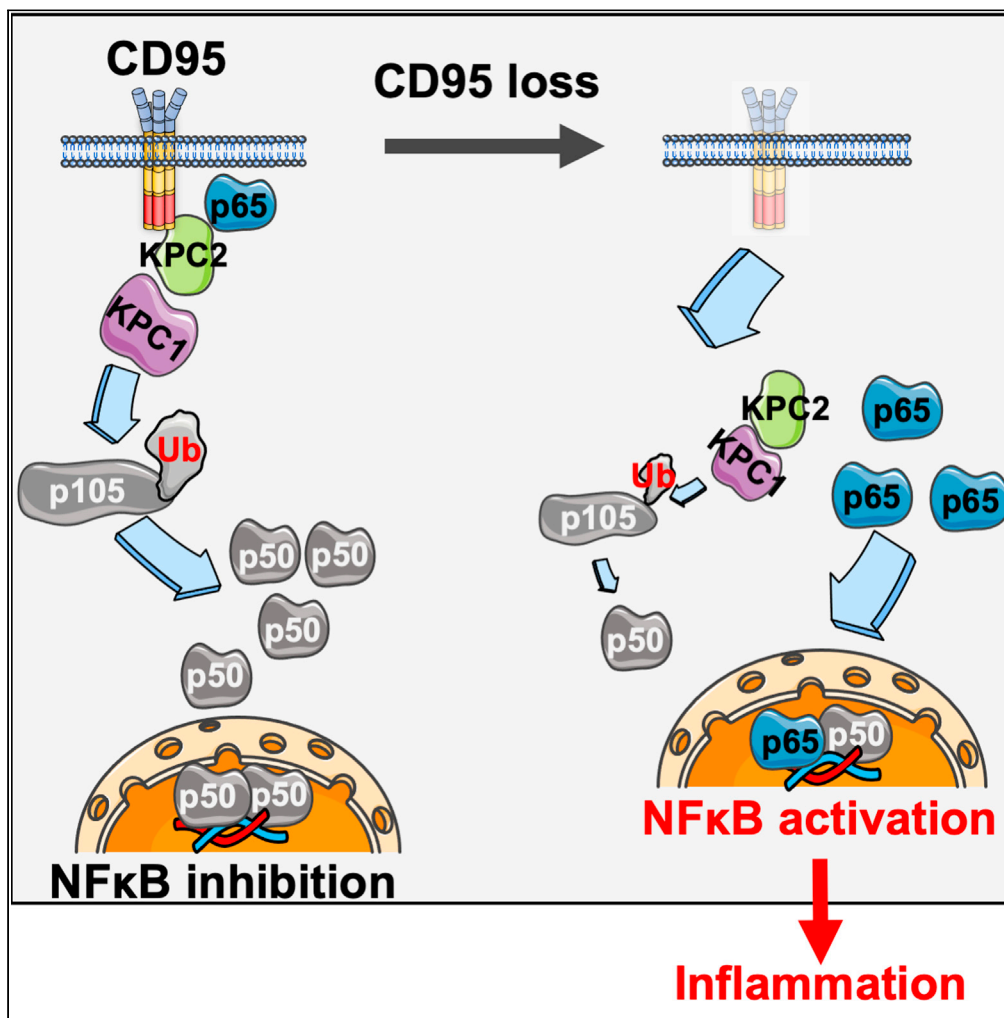 CD95
CD95 loss
p65
KPC2
KPC1
Ub
p105
p50
p50
p50
p50
p50
p50
NFκB inhibition
KPC2
p65
KPC1
p65
p65
Ub
p105
p50
p65
p50
NFκB activation
Inflammation